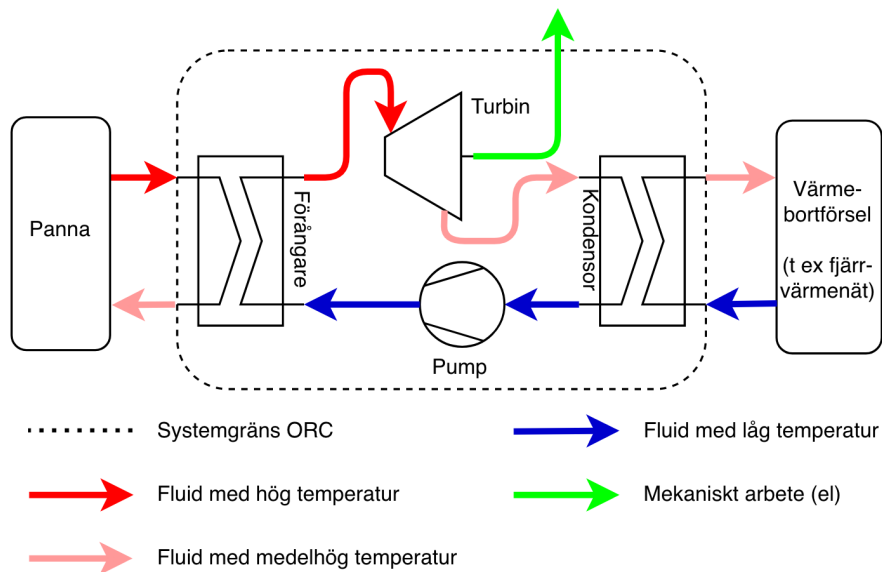 Turbin
Panna
Förångare
Kondensor
Värme-
bortförsel
(t ex fjärr-
värmenät)
Pump
Systemgräns ORC
Fluid med låg temperatur
Fluid med hög temperatur
Mekaniskt arbete (el)
Fluid med medelhög temperatur